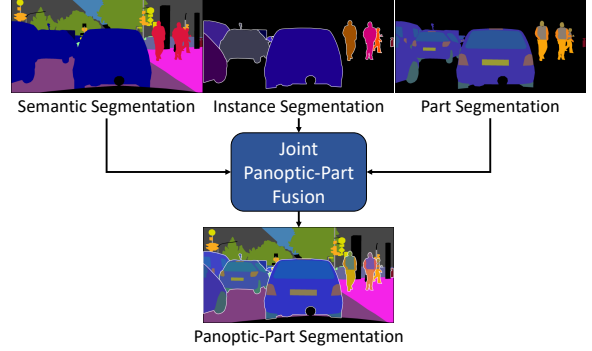 Semantic Segmentation
Instance Segmentation
Part Segmentation
Joint
Panoptic-Part
Fusion
Panoptic-Part Segmentation